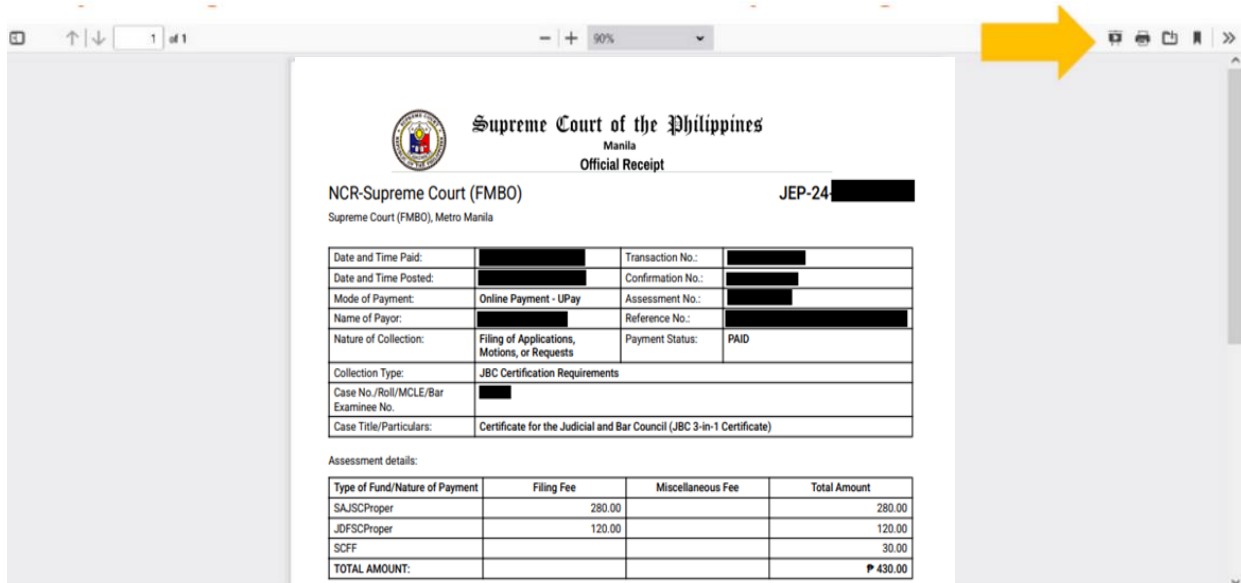 1 of 1
90%
Supreme Court of the Philippines
Manila
Official Receipt
NCR-Supreme Court (FMBO) JEP-24-
Supreme Court (FMBO), Metro Manila
Date and Time Paid: Transaction No.:
Date and Time Posted: Confirmation No.:
Mode of Payment: Online Payment - UPay Assessment No.:
Name of Payor: Reference No.:
Nature of Collection: Filing of Applications, Payment Status: PAID
Motions, or Requests
Collection Type: JBC Certification Requirements
Case No./Roll/MCLE/Bar
Examinee No.
Case Title/Particulars: Certificate for the Judicial and Bar Council (JBC 3-in-1 Certificate)
Assessment details:
Type of Fund/Nature of Payment Filing Fee Miscellaneous Fee Total Amount
SAJSCProper 280.00 280.00
JDFSCProper 120.00 120.00
SCFF 30.00
TOTAL AMOUNT: ₱ 430.00